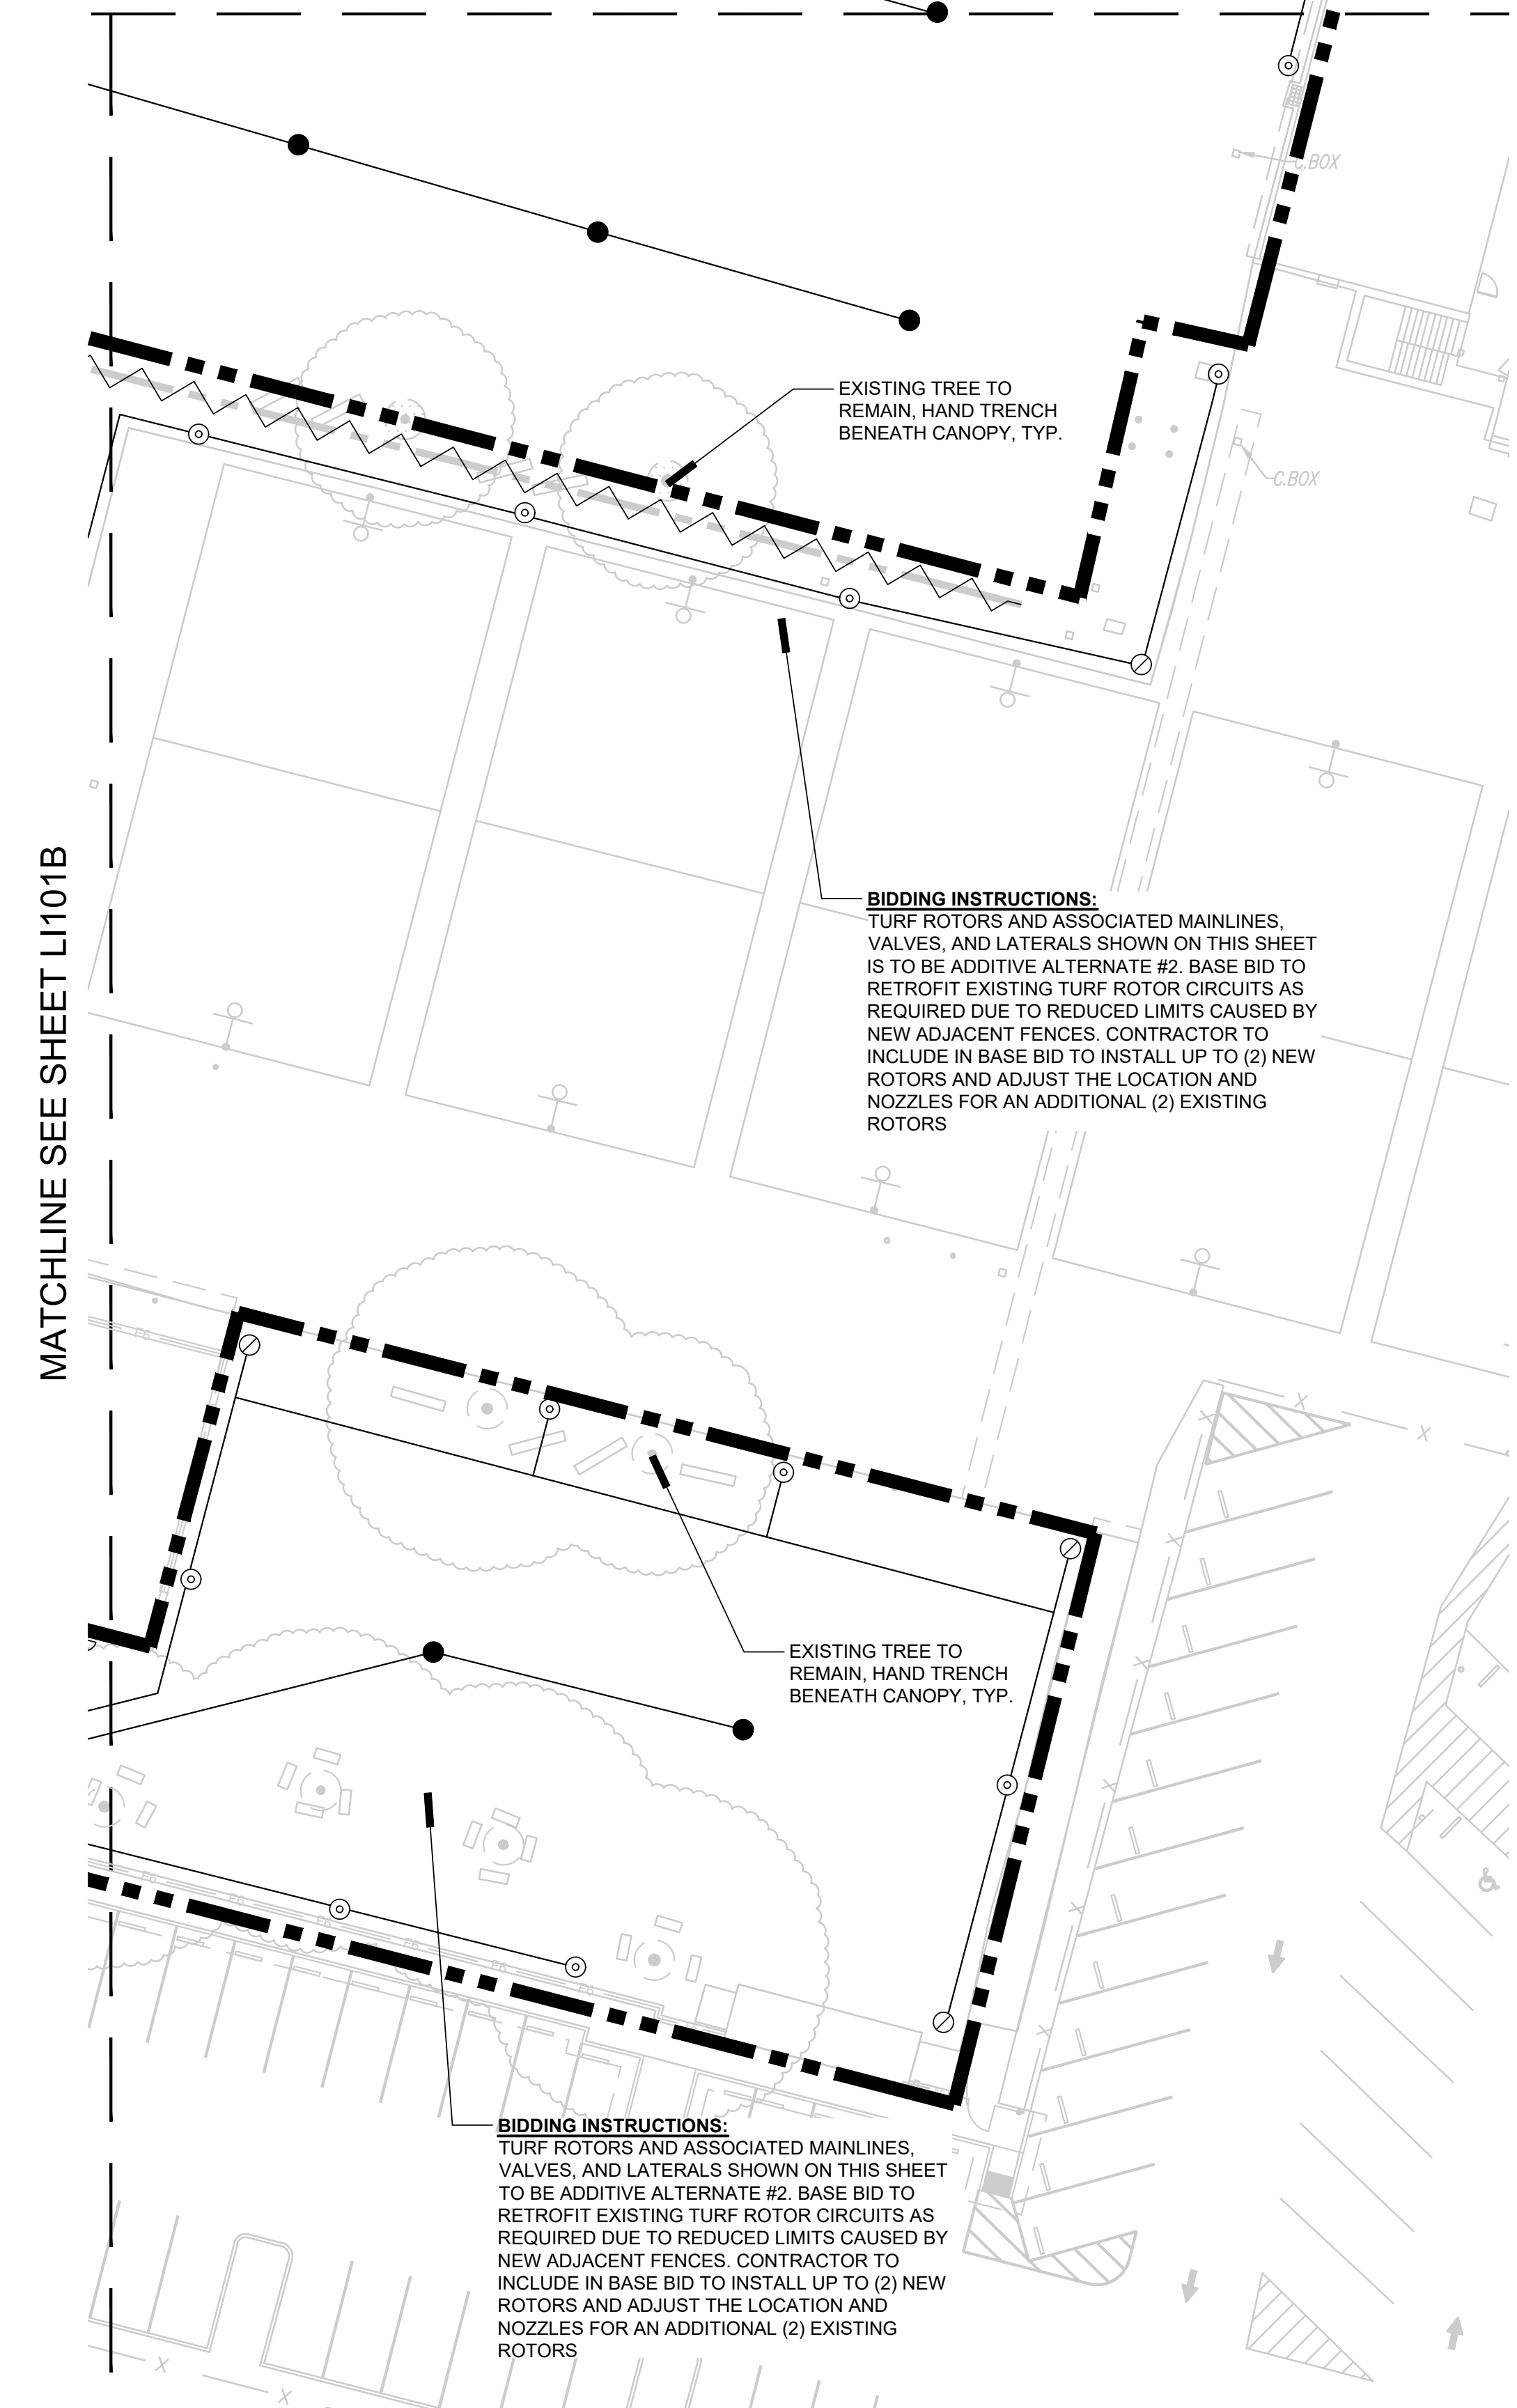 C.BOX
EXISTING TREE TO
REMAIN, HAND TRENCH
BENEATH CANOPY, TYP.
C.BOX
MATCHLINE SEE SHEET LI101B
BIDDING INSTRUCTIONS:
TURF ROTORS AND ASSOCIATED MAINLINES,
VALVES, AND LATERALS SHOWN ON THIS SHEET
IS TO BE ADDITIVE ALTERNATE #2. BASE BID TO
RETROFIT EXISTING TURF ROTOR CIRCUITS AS
REQUIRED DUE TO REDUCED LIMITS CAUSED BY
NEW ADJACENT FENCES. CONTRACTOR TO
INCLUDE IN BASE BID TO INSTALL UP TO (2) NEW
ROTORS AND ADJUST THE LOCATION AND
NOZZLES FOR AN ADDITIONAL (2) EXISTING
ROTORS
EXISTING TREE TO
REMAIN, HAND TRENCH
BENEATH CANOPY, TYP.
BIDDING INSTRUCTIONS:
TURF ROTORS AND ASSOCIATED MAINLINES,
VALVES, AND LATERALS SHOWN ON THIS SHEET
TO BE ADDITIVE ALTERNATE #2. BASE BID TO
RETROFIT EXISTING TURF ROTOR CIRCUITS AS
REQUIRED DUE TO REDUCED LIMITS CAUSED BY
NEW ADJACENT FENCES. CONTRACTOR TO
INCLUDE IN BASE BID TO INSTALL UP TO (2) NEW
ROTORS AND ADJUST THE LOCATION AND
NOZZLES FOR AN ADDITIONAL (2) EXISTING
ROTORS